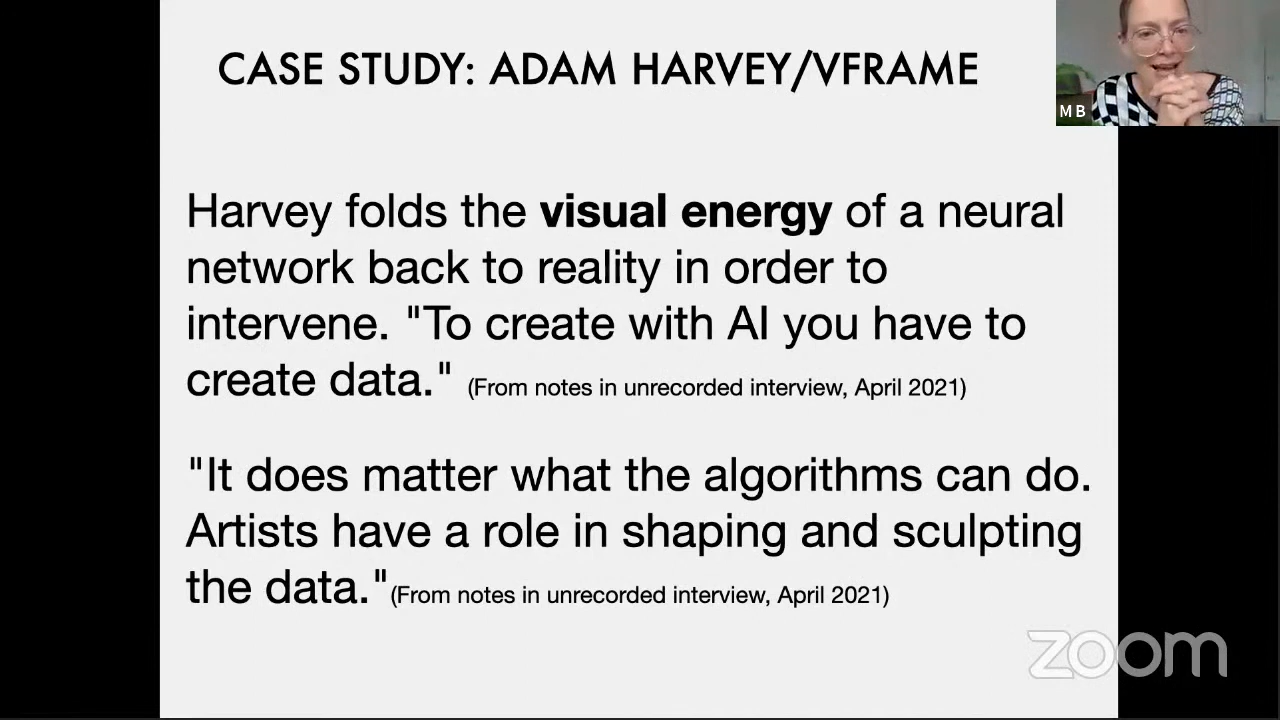 CASE STUDY: ADAM HARVEY/VFRAME
M B
Harvey folds the visual energy of a neural
network back to reality in order to
intervene. "To create with AI you have to
create data." (From notes in unrecorded interview, April 2021)
"It does matter what the algorithms can do.
Artists have a role in shaping and sculpting
the data."(From notes in unrecorded interview, April 2021)
zoom